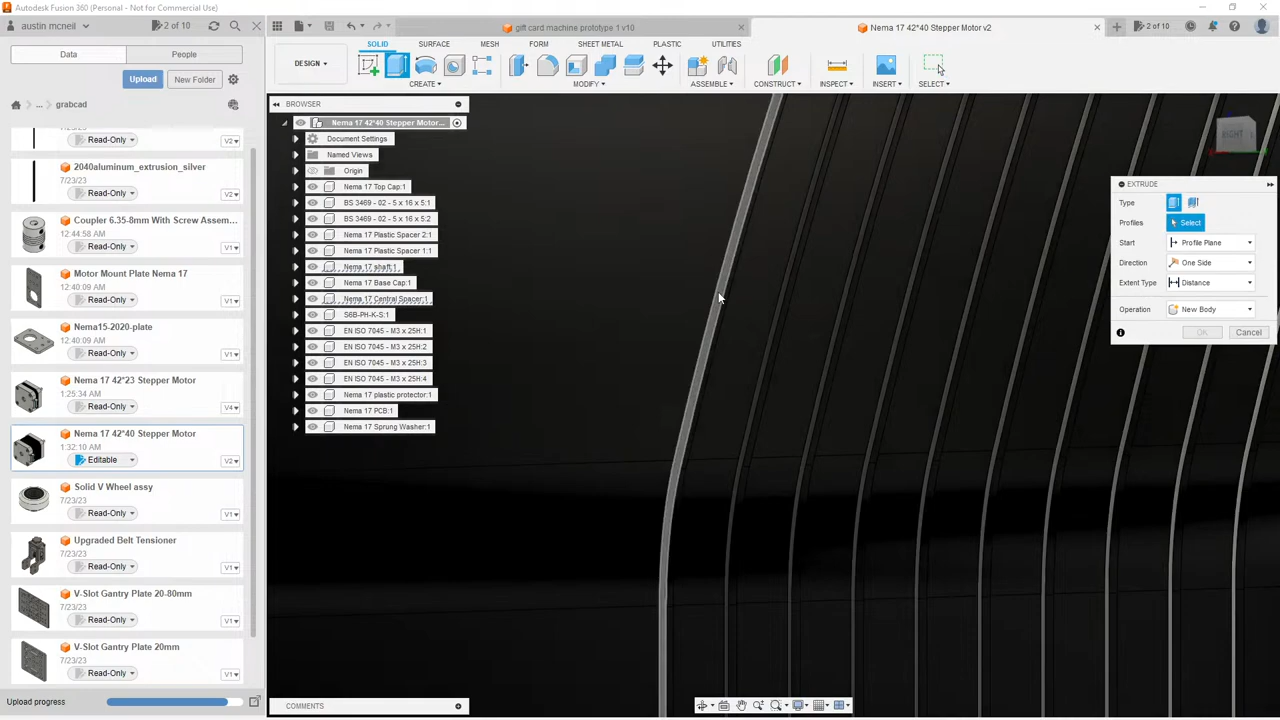 Autodesk Fusion 360 (Personal - Not for Commercial Use)
austin mcneil
2 of 10
gift card machine prototype 1 v10
Nema 17 42*40 Stepper Motor v2
2 of 10
Data
People
Upload
New Folder
...
grabcad
Read-Only
V2
2040aluminum_extrusion_silver
7/23/23
Read-Only
V2
Coupler 6.35-8mm With Screw Assem...
12:44:58 AM
Read-Only
V1
Motor Mount Plate Nema 17
12:40:09 AM
Read-Only
V1
Nema15-2020-plate
12:40:09 AM
Read-Only
V1
Nema 17 42*23 Stepper Motor
1:25:34 AM
Read-Only
V4
Nema 17 42*40 Stepper Motor
1:32:10 AM
Editable
V2
Solid V Wheel assy
7/23/23
Read-Only
V1
Upgraded Belt Tensioner
7/23/23
Read-Only
V1
V-Slot Gantry Plate 20-80mm
7/23/23
Read-Only
V1
V-Slot Gantry Plate 20mm
7/23/23
Read-Only
V1
Upload progress
DESIGN
SOLID
SURFACE
MESH
FORM
SHEET METAL
PLASTIC
UTILITIES
CREATE
MODIFY
ASSEMBLE
CONSTRUCT
INSPECT
INSERT
SELECT
BROWSER
Nema 17 42*40 Stepper Motor...
Document Settings
Named Views
Origin
Nema 17 Top Cap:1
BS 3469 - 02 - 5 x 16 x 5:1
BS 3469 - 02 - 5 x 16 x 5:2
Nema 17 Plastic Spacer 2:1
Nema 17 Plastic Spacer 1:1
Nema 17 shaft:1
Nema 17 Base Cap:1
Nema 17 Central Spacer:1
S6B-PH-K-S:1
EN ISO 7045 - M3 x 25H:1
EN ISO 7045 - M3 x 25H:2
EN ISO 7045 - M3 x 25H:3
EN ISO 7045 - M3 x 25H:4
Nema 17 plastic protector:1
Nema 17 PCB:1
Nema 17 Sprung Washer:1
RIGHT
EXTRUDE
Type
Profiles
Select
Start
Profile Plane
Direction
One Side
Extent Type
Distance
Operation
New Body
OK
Cancel
COMMENTS